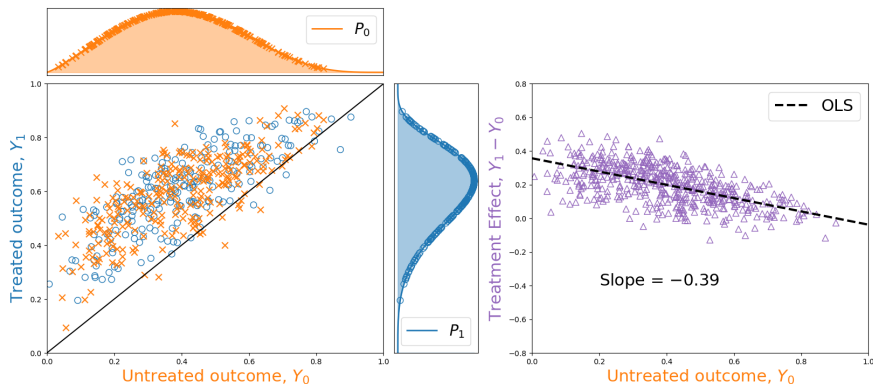 P₀
1.0
0.8
0.6
0.4
0.2
0.0
Treated outcome, Y₁
0.0 0.2 0.4 0.6 0.8 1.0
Untreated outcome, Y₀
P₁
Treatment Effect, Y₁ − Y₀
0.8
0.6
0.4
0.2
0.0
−0.2
−0.4
−0.6
−0.8
OLS
Slope = −0.39
0.0 0.2 0.4 0.6 0.8 1.0
Untreated outcome, Y₀